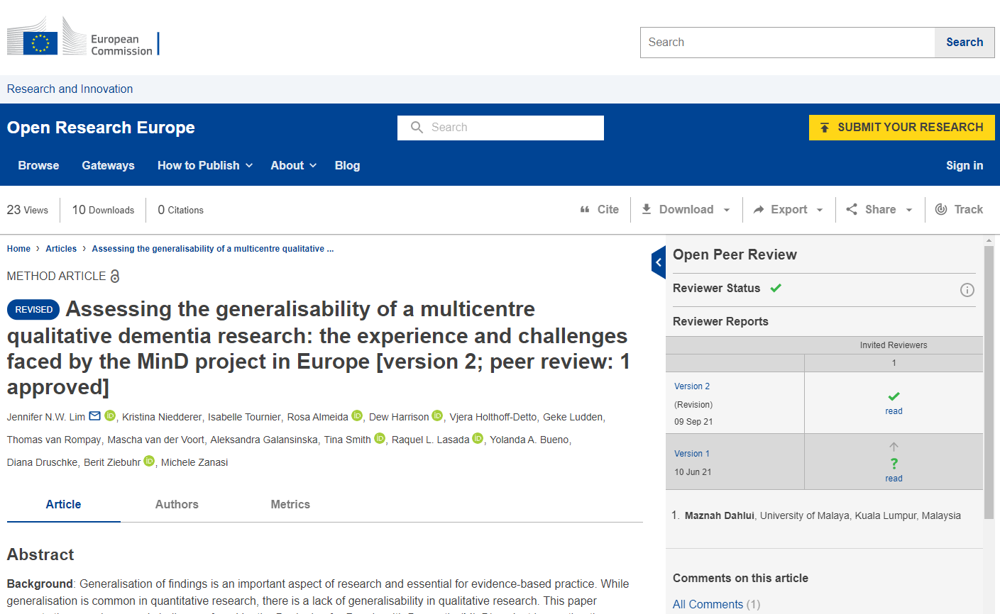 European
Commission
Search
Search
Research and Innovation
Open Research Europe
Search
SUBMIT YOUR RESEARCH
Browse
Gateways
How to Publish
About
Blog
Sign in
23 Views
10 Downloads
0 Citations
Cite
Download
Export
Share
Track
Home › Articles › Assessing the generalisability of a multicentre qualitative ...
METHOD ARTICLE
REVISED Assessing the generalisability of a multicentre
qualitative dementia research: the experience and challenges
faced by the MinD project in Europe [version 2; peer review: 1
approved]
Jennifer N.W. Lim iD, Kristina Niedderer, Isabelle Tournier, Rosa Almeida iD, Dew Harrison iD, Vjera Holthoff-Detto, Geke Ludden,
Thomas van Rompay, Mascha van der Voort, Aleksandra Galansinska, Tina Smith iD, Raquel L. Lasada iD, Yolanda A. Bueno,
Diana Druschke, Berit Ziebuhr iD, Michele Zanasi
Article
Authors
Metrics
Abstract
Background: Generalisation of findings is an important aspect of research and essential for evidence-based practice. While
generalisation is common in quantitative research, there is a lack of generalisability in qualitative research. This paper
Open Peer Review
Reviewer Status
Reviewer Reports
Invited Reviewers
1
Version 2
(Revision)
09 Sep 21
read
Version 1
10 Jun 21
?
read
1. Maznah Dahlui, University of Malaya, Kuala Lumpur, Malaysia
Comments on this article
All Comments (1)